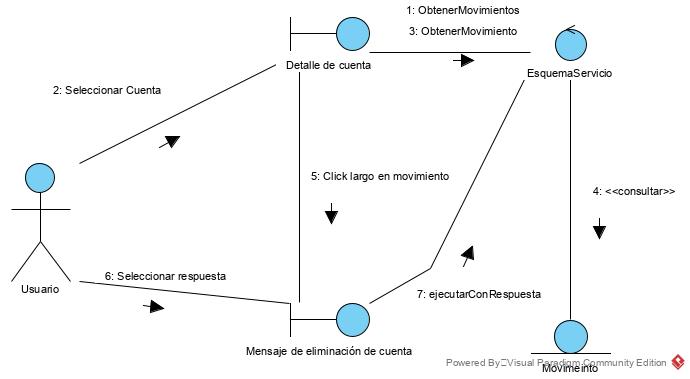 1: ObtenerMovimientos
3: ObtenerMovimiento
Detalle de cuenta
EsquemaServicio
2: Seleccionar Cuenta
5: Click largo en movimiento
4: <<consultar>>
6: Seleccionar respuesta
Usuario
7: ejecutarConRespuesta
Mensaje de eliminación de cuenta
Powered By Visual Paradigm Community Edition
Movimeinto